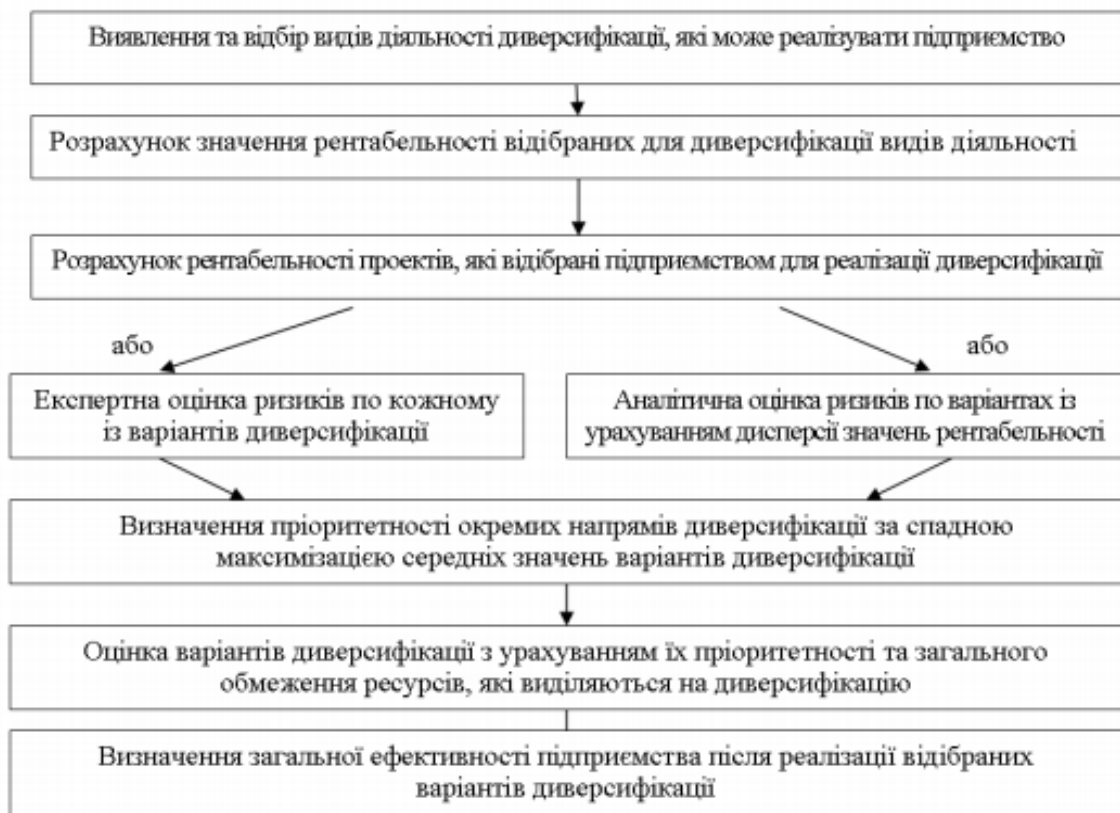 Виявлення та відбір видів діяльності диверсифікації, які може реалізувати підприємство
Розрахунок значення рентабельності відібраних для диверсифікації видів діяльності
Розрахунок рентабельності проектів, які відібрані підприємством для реалізації диверсифікації
або
або
Експертна оцінка ризиків по кожному
із варіантів диверсифікації
Аналітична оцінка ризиків по варіантах із
урахуванням дисперсії значень рентабельності
Визначення пріоритетності окремих напрямів диверсифікації за спадною
максимізацією середніх значень варіантів диверсифікації
Оцінка варіантів диверсифікації з урахуванням їх пріоритетності та загального
обмеження ресурсів, які виділяються на диверсифікацію
Визначення загальної ефективності підприємства після реалізації відібраних
варіантів диверсифікації